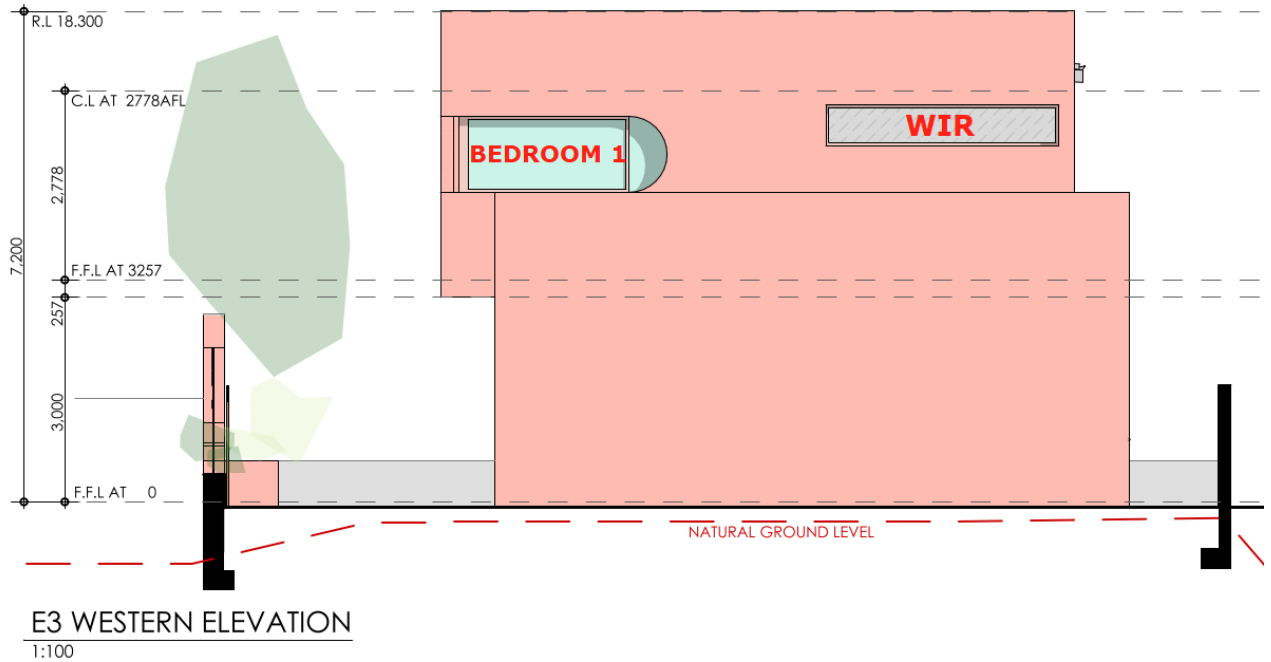 R.L 18.300
C.L AT 2778AFL
WIR
BEDROOM 1
2,778
7,200
F.F.L AT 3257
257
3,000
F.F.L AT 0
NATURAL GROUND LEVEL
E3 WESTERN ELEVATION
1:100